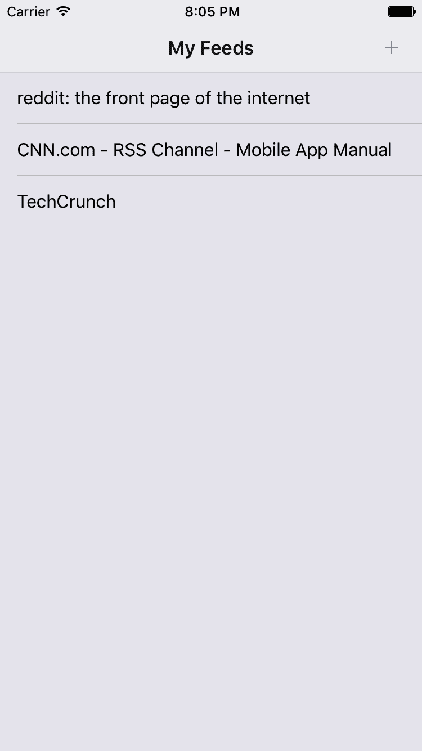 Carrier 8:05 PM
My Feeds +
reddit: the front page of the internet
CNN.com - RSS Channel - Mobile App Manual
TechCrunch